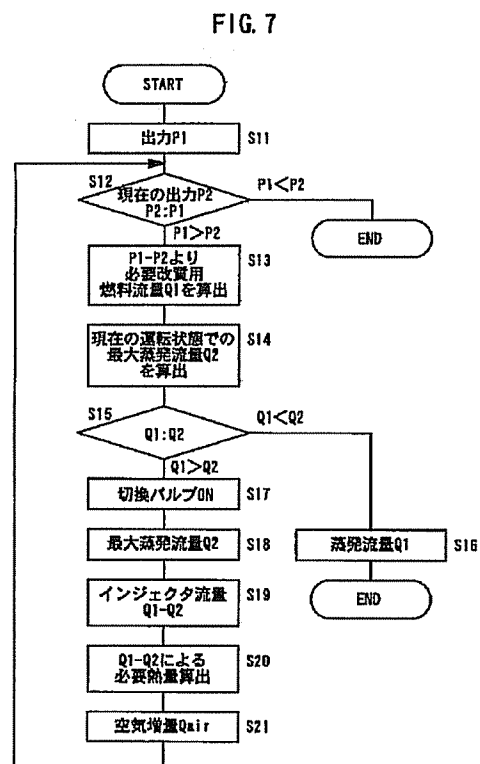 FIG. 7
START
出力P1
S11
S12
現在の出力P2
P2:P1
P1<P2
END
P1>P2
P1-P2より
必要改質用
燃料流量Q1を算出
S13
現在の運転状態での
最大蒸発流量Q2
を算出
S14
S15
Q1:Q2
Q1<Q2
Q1>Q2
切換バルブON
S17
最大蒸発流量Q2
S18
蒸発流量Q1
S16
インジェクタ流量
Q1-Q2
S19
END
Q1-Q2による
必要熱量算出
S20
空気増量Qair
S21